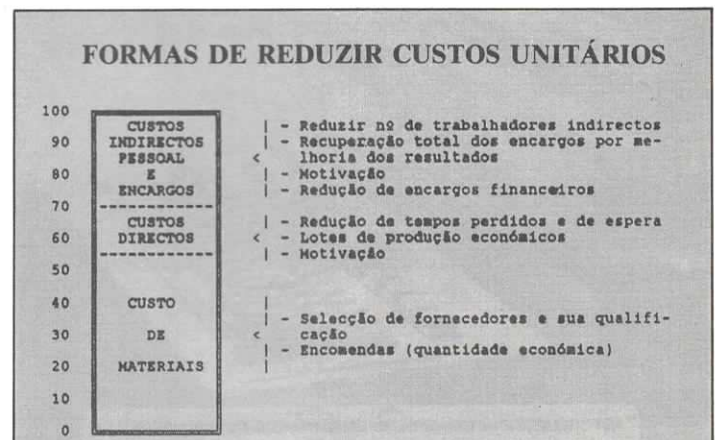 FORMAS DE REDUZIR CUSTOS UNITÁRIOS
100
CUSTOS | - Reduzir nº de trabalhadores indirectos
90 INDIRECTOS | - Recuperação total dos encargos por me-
PESSOAL < lhoria dos resultados
80 E | - Motivação
ENCARGOS | - Redução de encargos financeiros
70 --------------
CUSTOS | - Redução de tempos perdidos e de espera
60 DIRECTOS < - Lotes de produção económicos
-------------- | - Motivação
50
40 CUSTO |
| - Selecção de fornecedores e sua qualifi-
30 DE < cação
| - Encomendas (quantidade económica)
20 MATERIAIS |
10
0